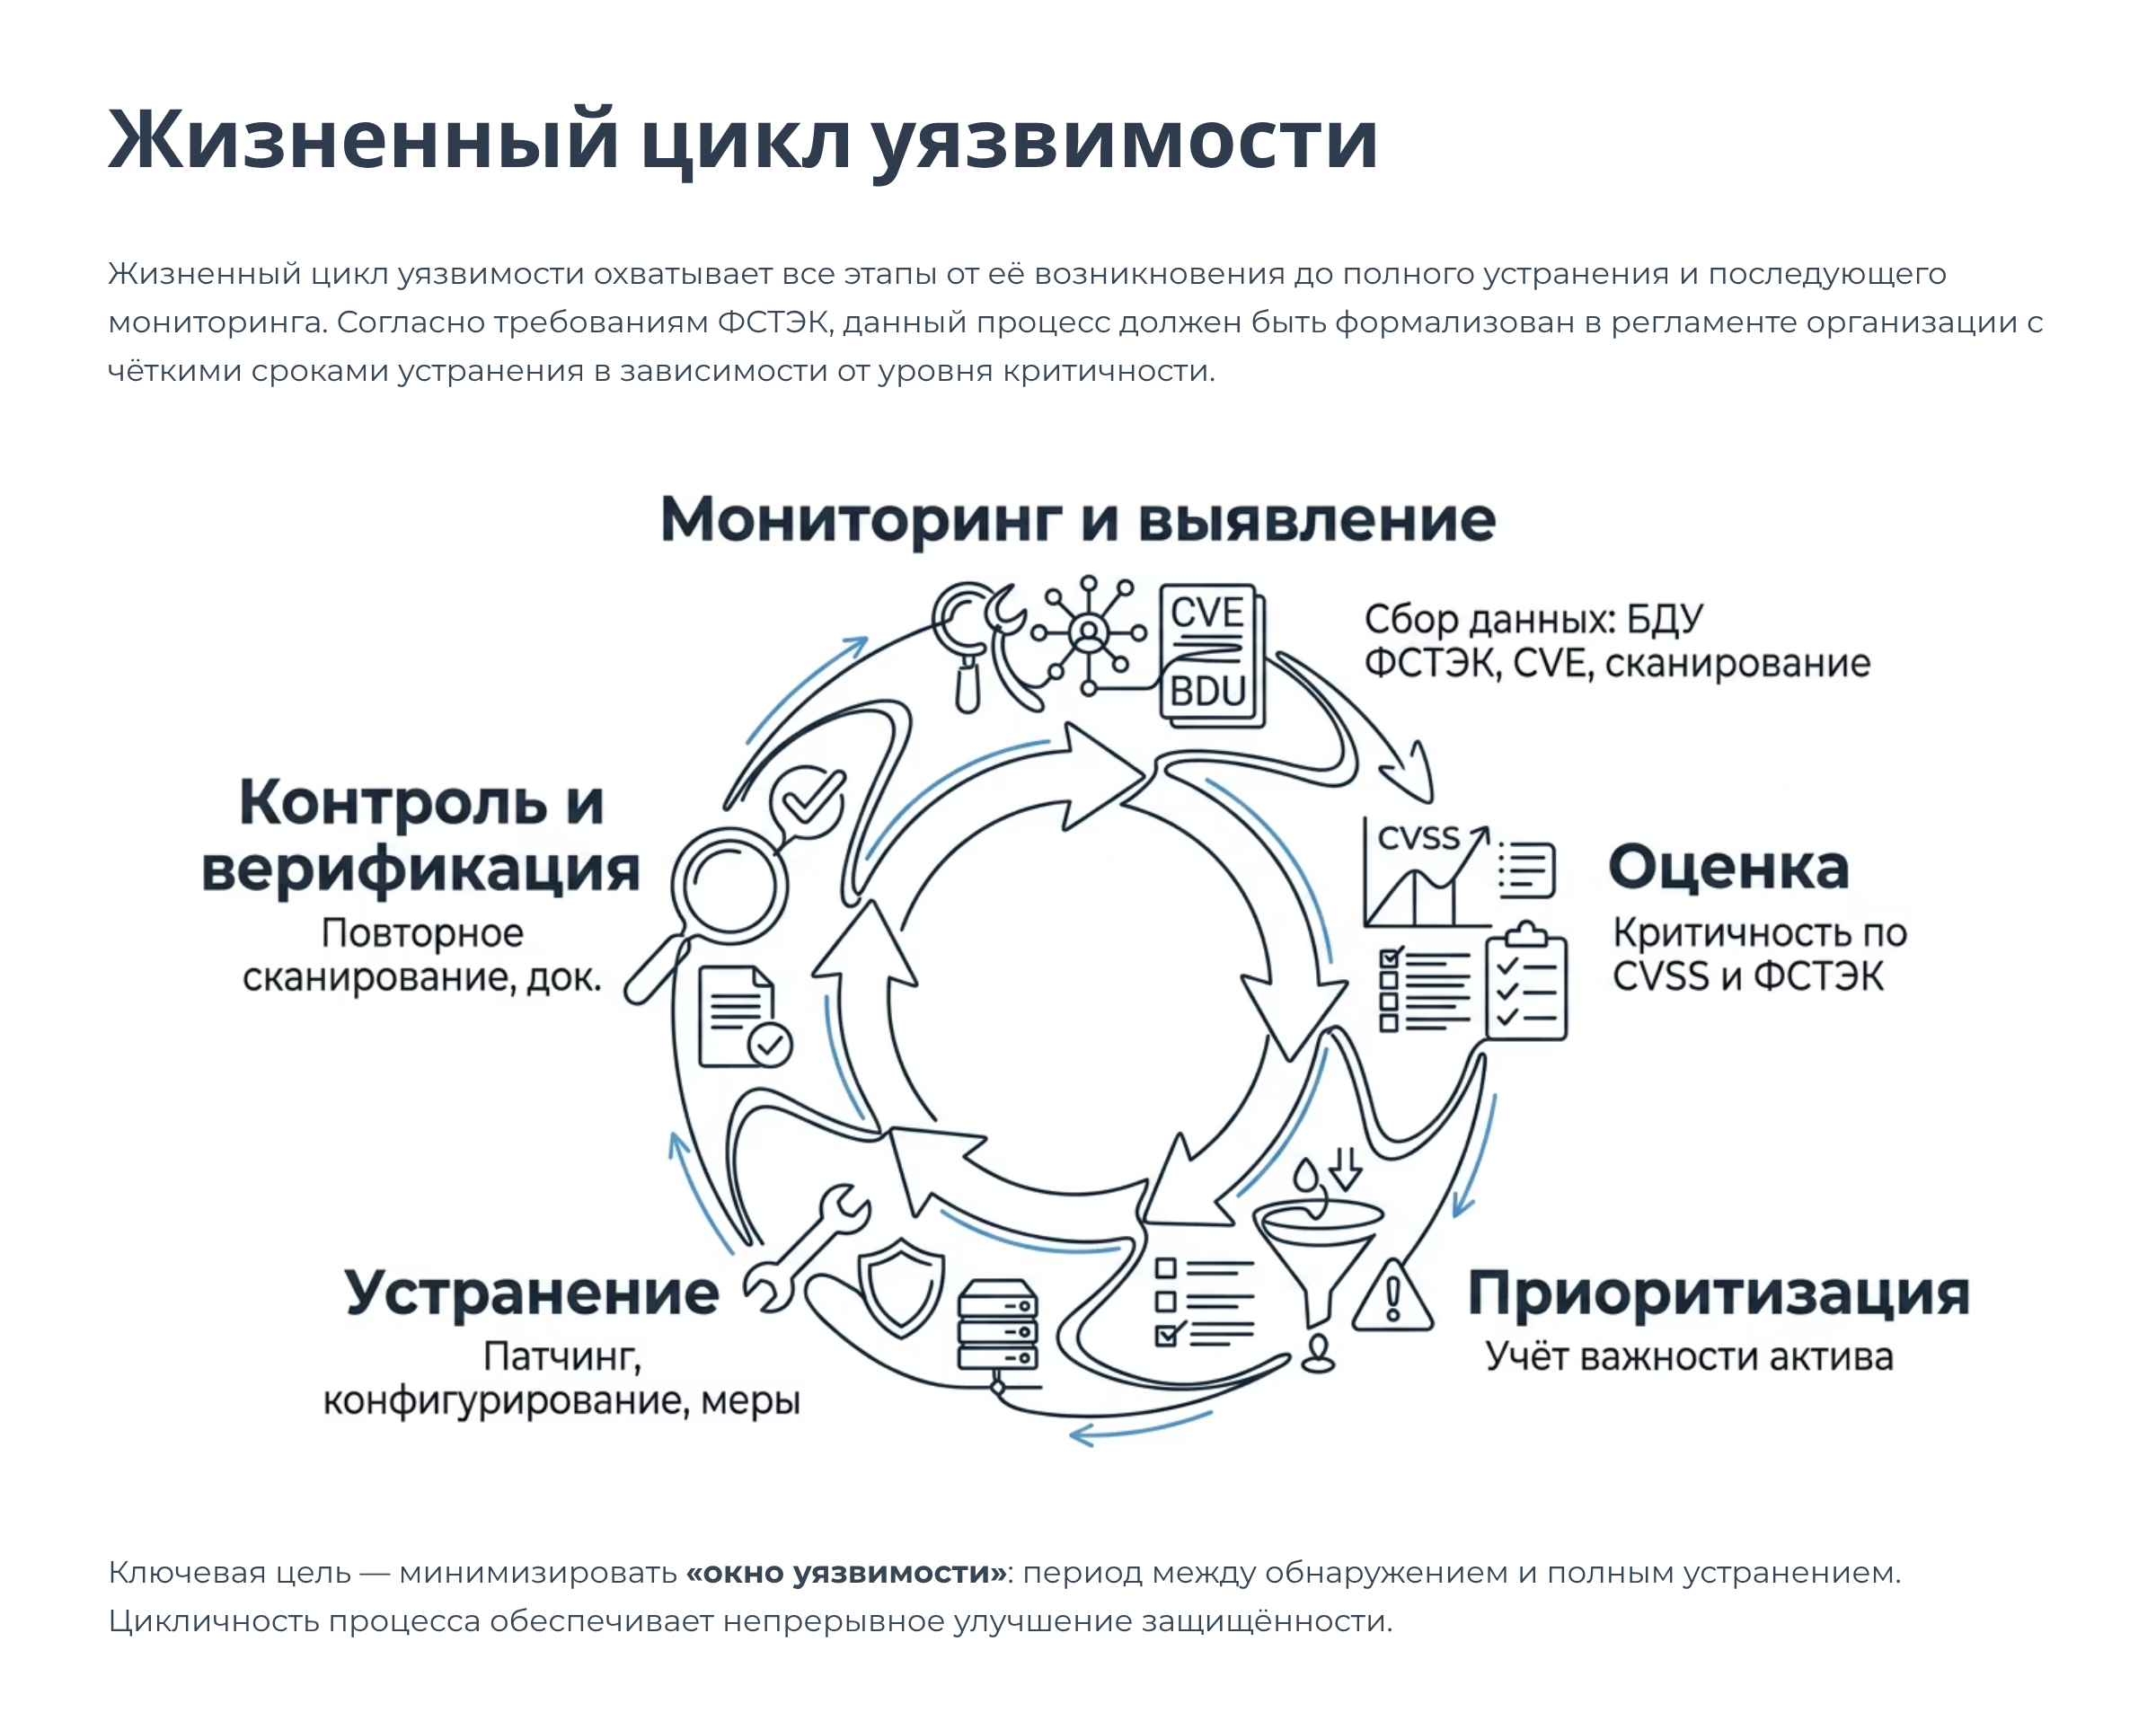 Жизненный цикл уязвимости
Жизненный цикл уязвимости охватывает все этапы от её возникновения до полного устранения и последующего
мониторинга. Согласно требованиям ФСТЭК, данный процесс должен быть формализован в регламенте организации с
чёткими сроками устранения в зависимости от уровня критичности.
Мониторинг и выявление
CVE
BDU
Сбор данных: БДУ
ФСТЭК, CVE, сканирование
CVSS
Оценка
Критичность по
CVSS и ФСТЭК
Приоритизация
Учёт важности актива
Устранение
Патчинг,
конфигурирование, меры
Контроль и
верификация
Повторное
сканирование, док.
Ключевая цель — минимизировать «окно уязвимости»: период между обнаружением и полным устранением.
Цикличность процесса обеспечивает непрерывное улучшение защищённости.